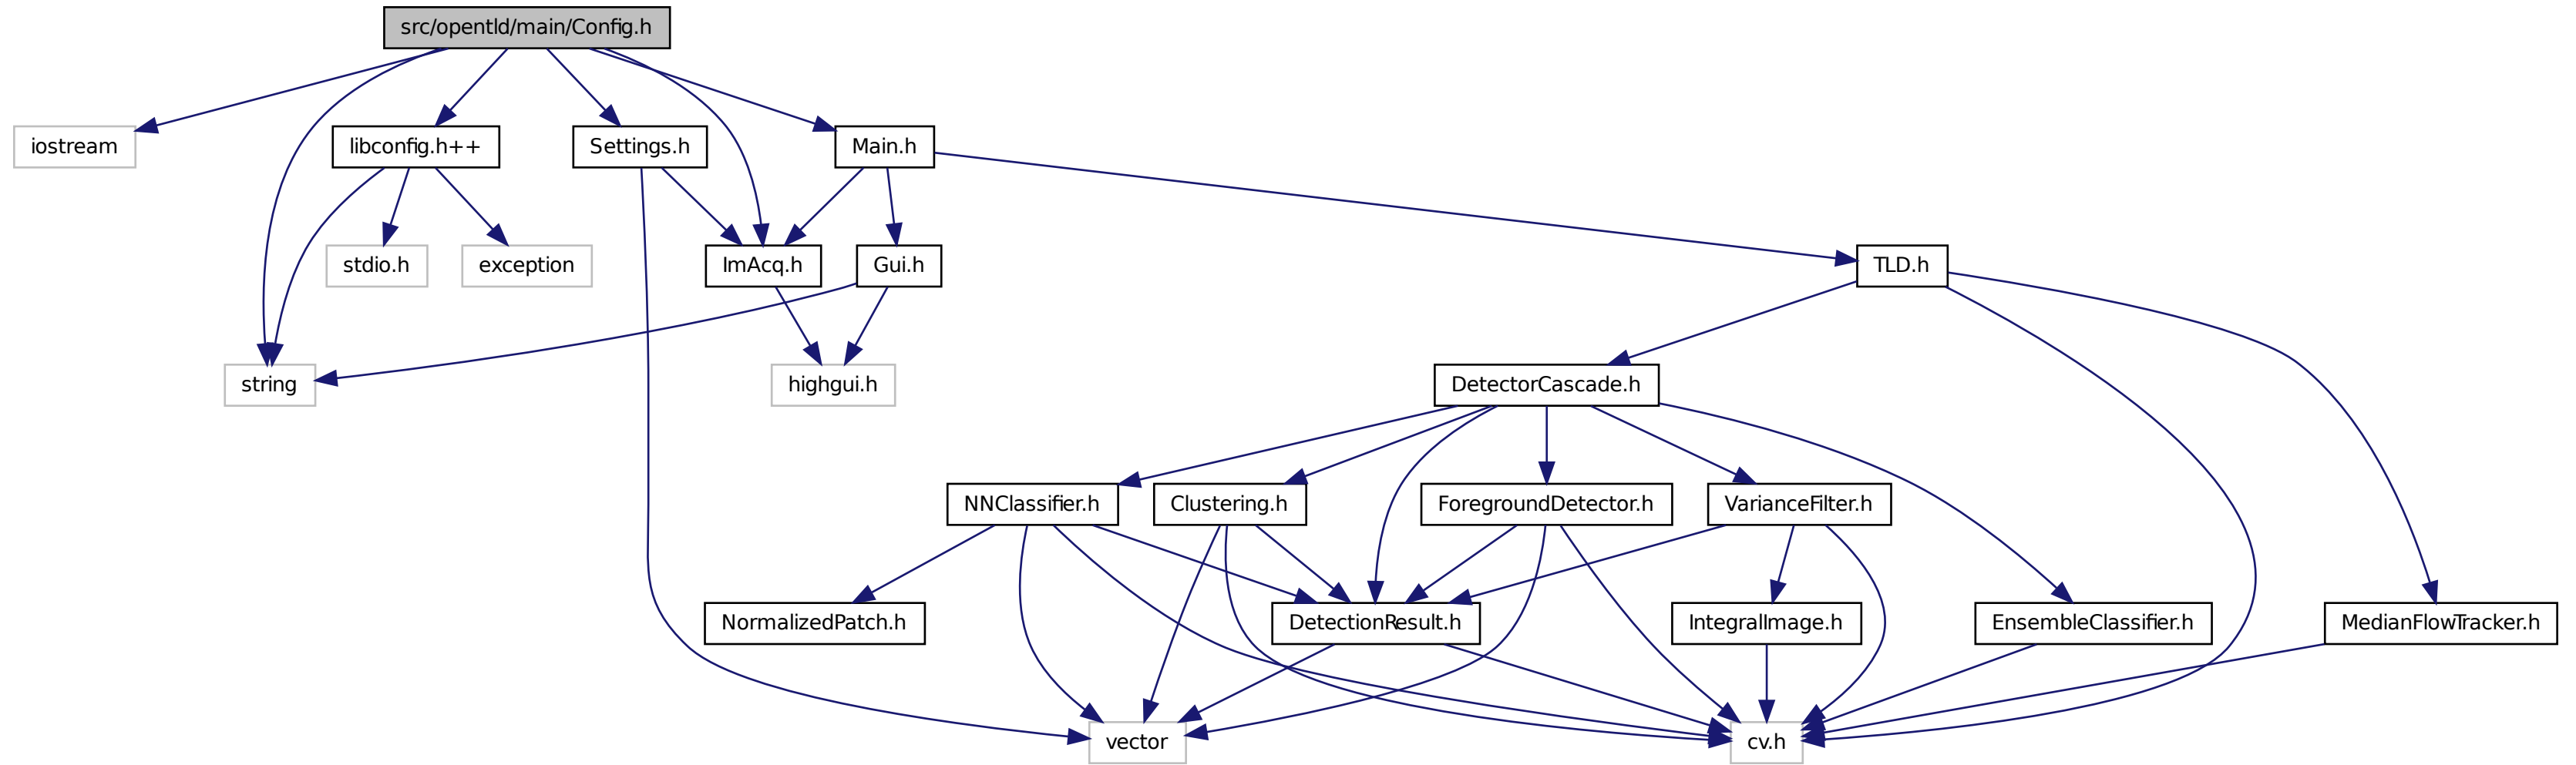 src/opentld/main/Config.h
iostream
libconfig.h++
Settings.h
Main.h
stdio.h
exception
ImAcq.h
Gui.h
TLD.h
string
highgui.h
DetectorCascade.h
NNClassifier.h
Clustering.h
ForegroundDetector.h
VarianceFilter.h
NormalizedPatch.h
DetectionResult.h
IntegralImage.h
EnsembleClassifier.h
MedianFlowTracker.h
vector
cv.h